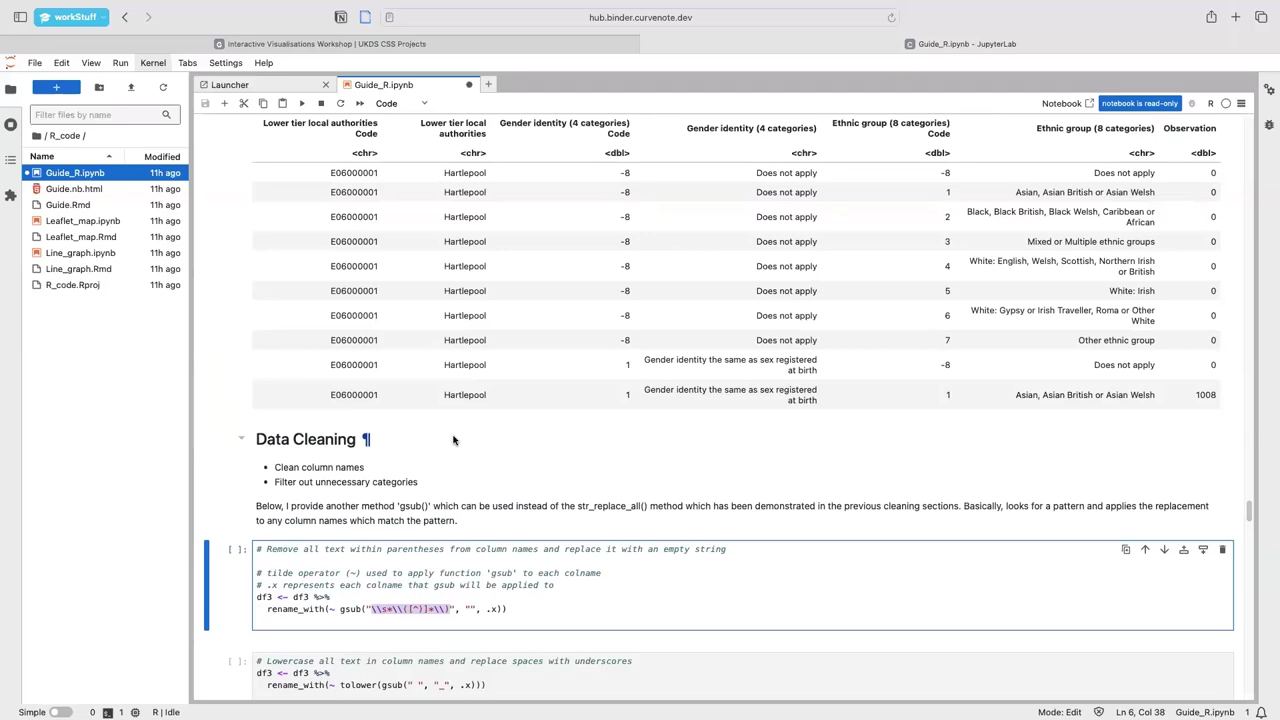 workStuff
hub.binder.curvenote.dev
Interactive Visualisations Workshop | UKDS CSS Projects
Guide_R.ipynb - JupyterLab
File Edit View Run Kernel Tabs Settings Help
Launcher
Guide_R.ipynb
Filter files by name
/ R_code /
Name Modified
Guide_R.ipynb 11h ago
Guide.nb.html 11h ago
Guide.Rmd 11h ago
Leaflet_map.ipynb 11h ago
Leaflet_map.Rmd 11h ago
Line_graph.ipynb 11h ago
Line_graph.Rmd 11h ago
R_code.Rproj 11h ago
Code
Notebook notebook is read-only R
Lower tier local authorities Code Lower tier local authorities Gender identity (4 categories) Code Gender identity (4 categories) Ethnic group (8 categories) Code Ethnic group (8 categories) Observation
<chr> <chr> <dbl> <chr> <dbl> <chr> <dbl>
E06000001 Hartlepool -8 Does not apply -8 Does not apply 0
E06000001 Hartlepool -8 Does not apply 1 Asian, Asian British or Asian Welsh 0
E06000001 Hartlepool -8 Does not apply 2 Black, Black British, Black Welsh, Caribbean or African 0
E06000001 Hartlepool -8 Does not apply 3 Mixed or Multiple ethnic groups 0
E06000001 Hartlepool -8 Does not apply 4 White: English, Welsh, Scottish, Northern Irish or British 0
E06000001 Hartlepool -8 Does not apply 5 White: Irish 0
E06000001 Hartlepool -8 Does not apply 6 White: Gypsy or Irish Traveller, Roma or Other White 0
E06000001 Hartlepool -8 Does not apply 7 Other ethnic group 0
E06000001 Hartlepool 1 Gender identity the same as sex registered at birth -8 Does not apply 0
E06000001 Hartlepool 1 Gender identity the same as sex registered at birth 1 Asian, Asian British or Asian Welsh 1008
Data Cleaning ¶
• Clean column names
• Filter out unnecessary categories
Below, I provide another method 'gsub()' which can be used instead of the str_replace_all() method which has been demonstrated in the previous cleaning sections. Basically, looks for a pattern and applies the replacement
to any column names which match the pattern.
[ ]: # Remove all text within parentheses from column names and replace it with an empty string
# tilde operator (~) used to apply function 'gsub' to each colname
# .x represents each colname that gsub will be applied to
df3 <- df3 %>%
rename_with(~ gsub("\\s*\\([^)]*\\)", "", .x))
[ ]: # Lowercase all text in column names and replace spaces with underscores
df3 <- df3 %>%
rename_with(~ tolower(gsub(" ", "_", .x)))
Simple 0 1 R | Idle Mode: Edit Ln 6, Col 38 Guide_R.ipynb 1